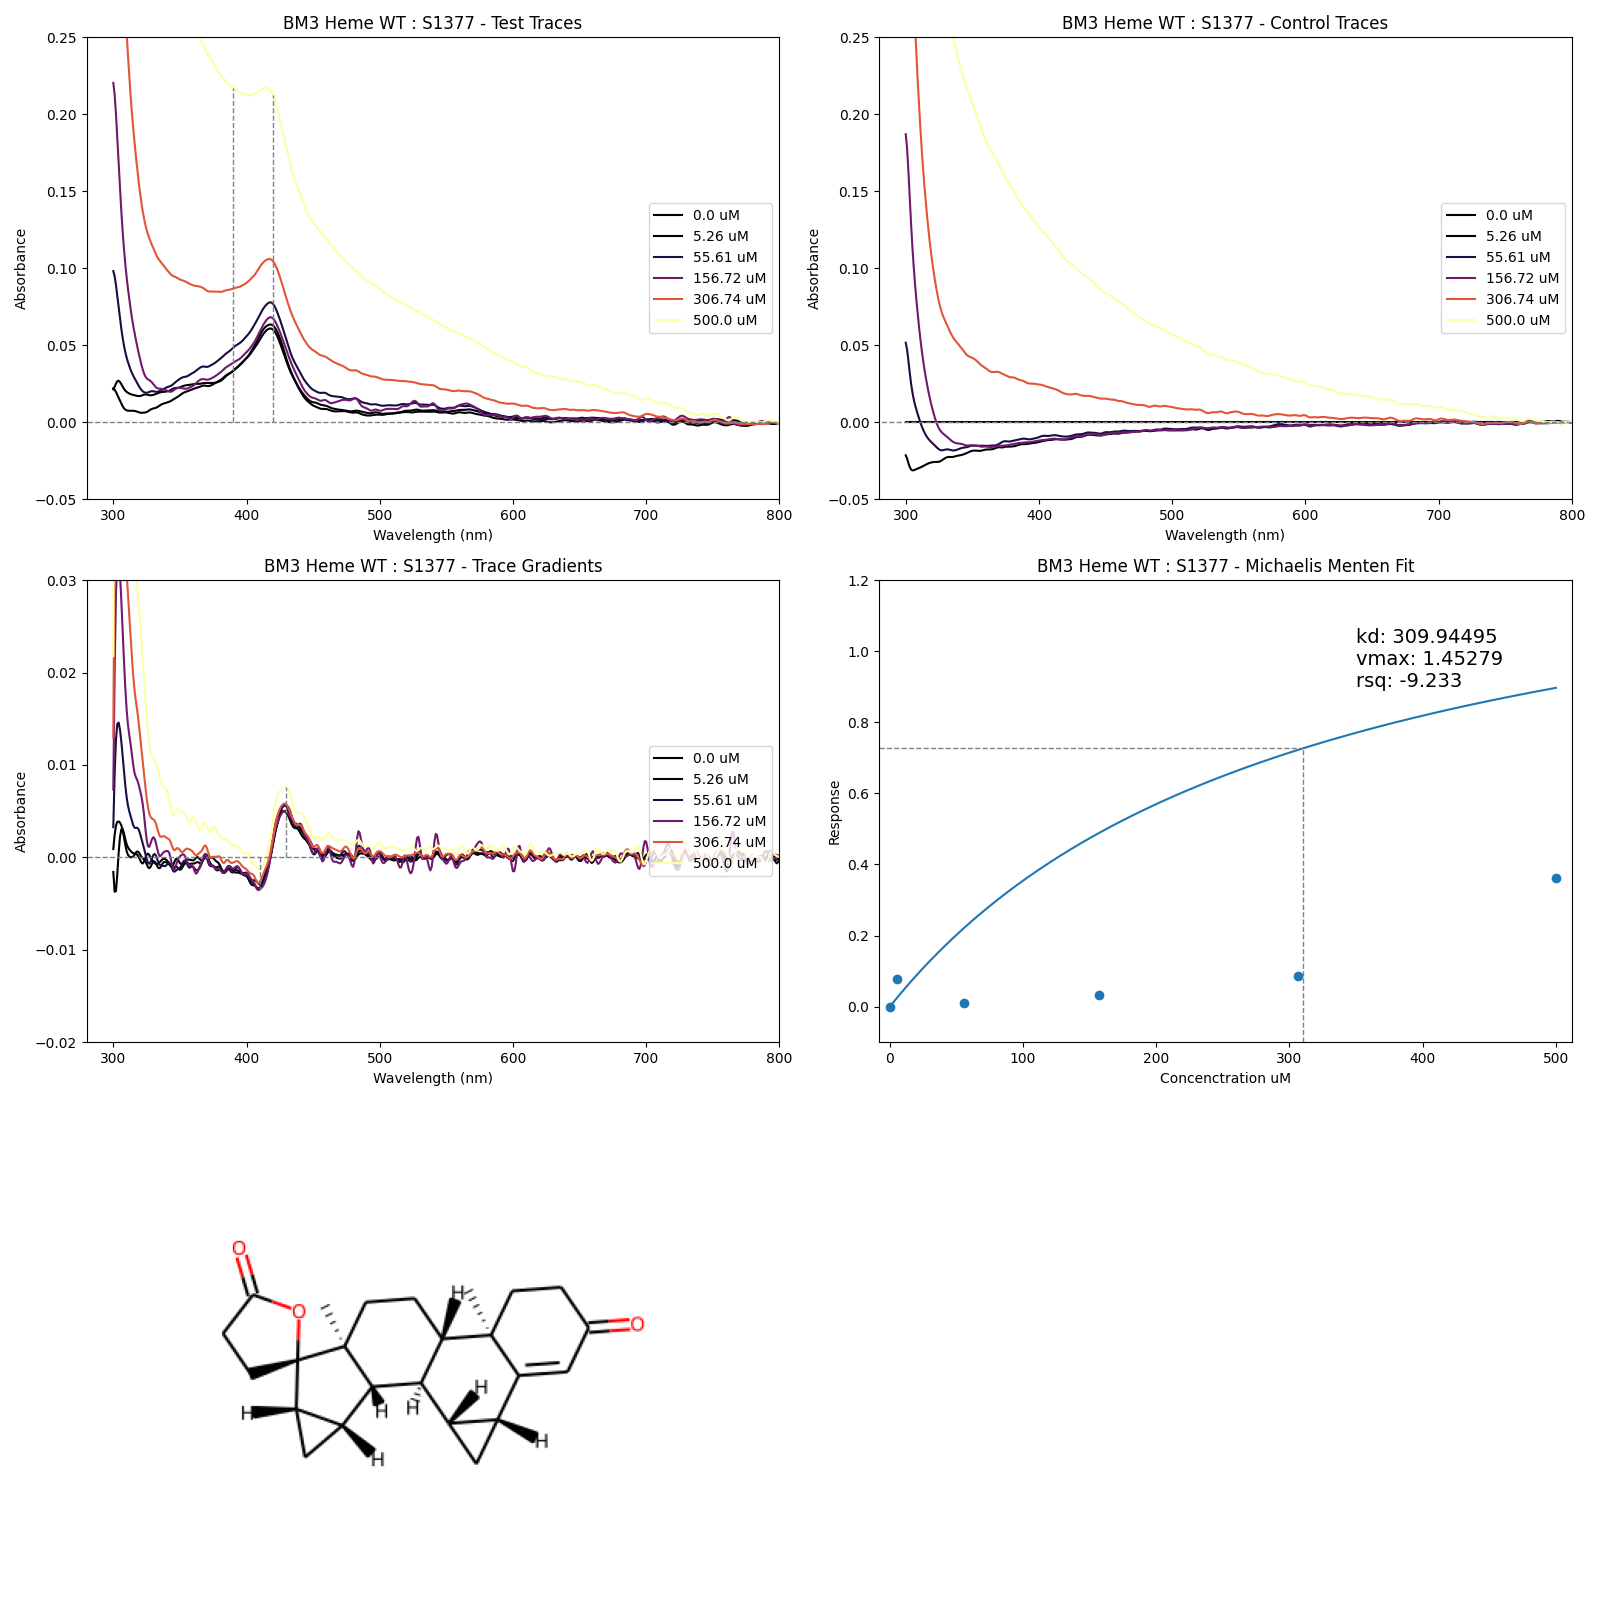 BM3 Heme WT : S1377 - Test Traces
0.25
0.20
0.15
0.10
0.05
0.00
−0.05
Absorbance
300 400 500 600 700 800
Wavelength (nm)
0.0 uM
5.26 uM
55.61 uM
156.72 uM
306.74 uM
500.0 uM
BM3 Heme WT : S1377 - Control Traces
0.25
0.20
0.15
0.10
0.05
0.00
−0.05
Absorbance
300 400 500 600 700 800
Wavelength (nm)
0.0 uM
5.26 uM
55.61 uM
156.72 uM
306.74 uM
500.0 uM
BM3 Heme WT : S1377 - Trace Gradients
0.03
0.02
0.01
0.00
−0.01
−0.02
Absorbance
300 400 500 600 700 800
Wavelength (nm)
0.0 uM
5.26 uM
55.61 uM
156.72 uM
306.74 uM
500.0 uM
BM3 Heme WT : S1377 - Michaelis Menten Fit
1.2
1.0
0.8
0.6
0.4
0.2
0.0
Response
kd: 309.94495
vmax: 1.45279
rsq: -9.233
0 100 200 300 400 500
Concenctration uM
O
O
H
O
H
H
H
H
H
H